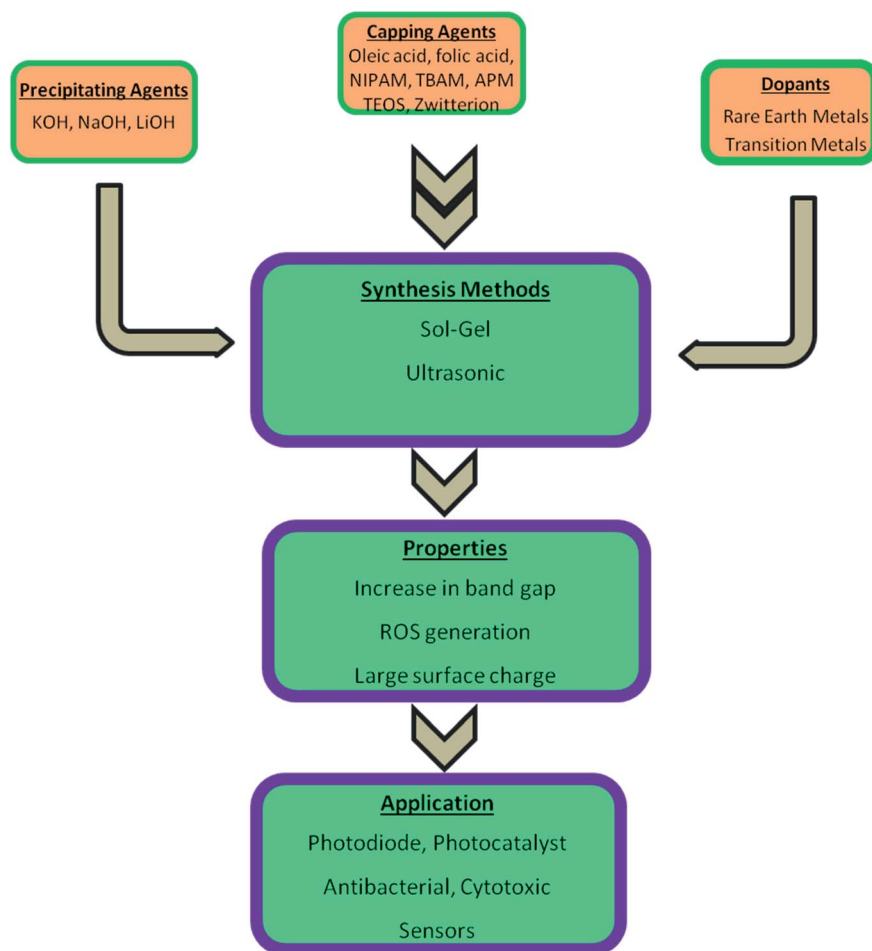 Capping Agents
Oleic acid, folic acid,
NIPAM, TBAM, APM
TEOS, Zwitterion
Precipitating Agents
KOH, NaOH, LiOH
Dopants
Rare Earth Metals
Transition Metals
Synthesis Methods
Sol-Gel
Ultrasonic
Properties
Increase in band gap
ROS generation
Large surface charge
Application
Photodiode, Photocatalyst
Antibacterial, Cytotoxic
Sensors